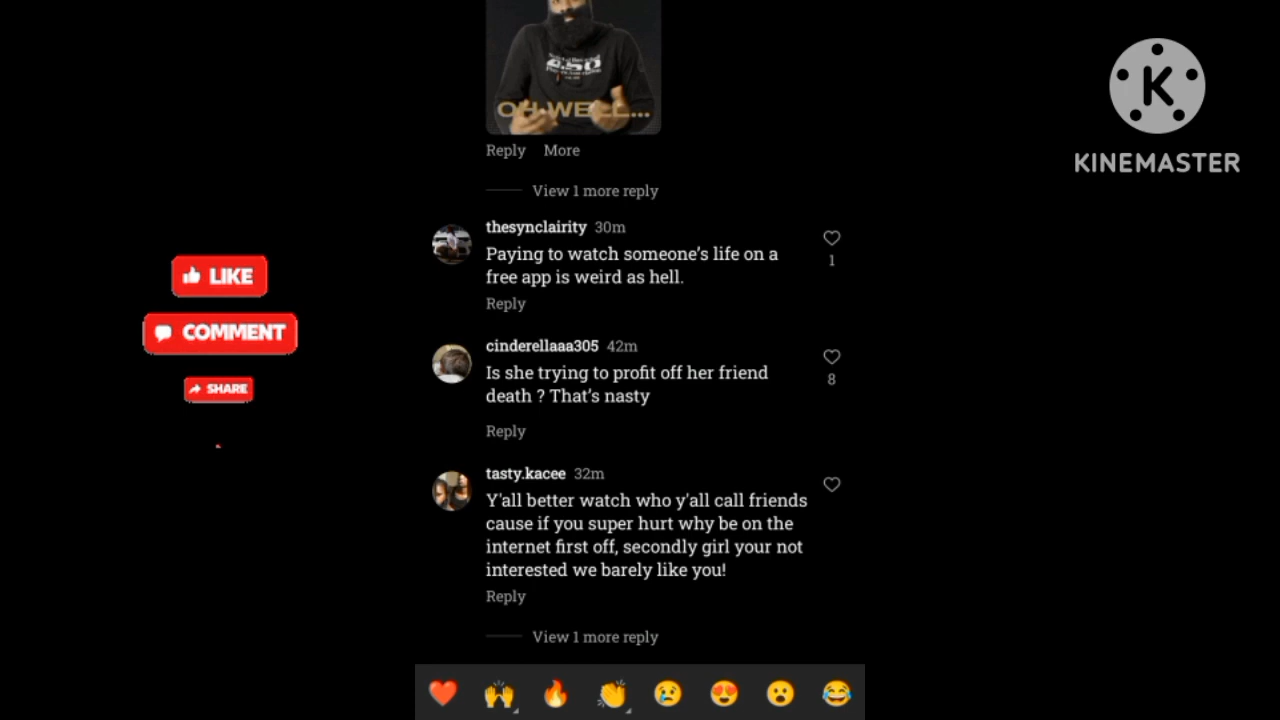 4:30
OH WELL...
Reply More
View 1 more reply
thesynclairity 30m
Paying to watch someone’s life on a
free app is weird as hell.
1
Reply
cinderellaaa305 42m
Is she trying to profit off her friend
death ? That’s nasty
8
Reply
tasty.kacee 32m
Y'all better watch who y'all call friends
cause if you super hurt why be on the
internet first off, secondly girl your not
interested we barely like you!
Reply
View 1 more reply
LIKE
COMMENT
SHARE
K
KINEMASTER